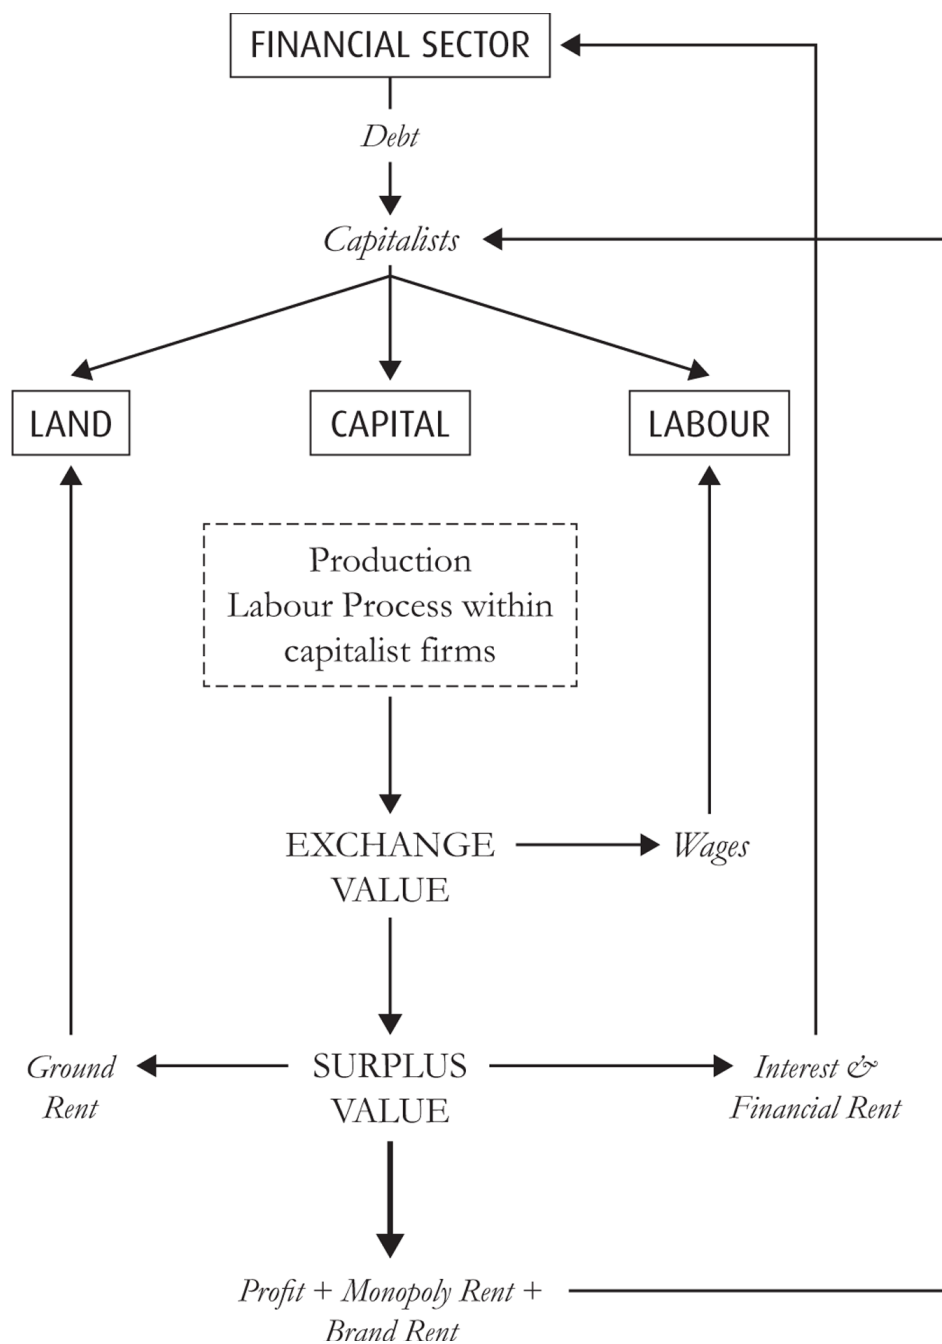 FINANCIAL SECTOR
Debt
Capitalists
LAND
CAPITAL
LABOUR
Production
Labour Process within
capitalist firms
EXCHANGE
VALUE
Wages
Ground
Rent
SURPLUS
VALUE
Interest &
Financial Rent
Profit + Monopoly Rent +
Brand Rent